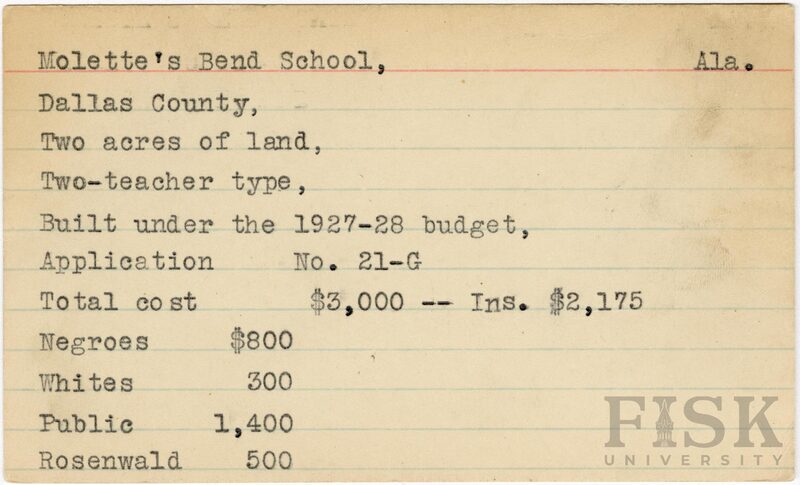 Molette's Bend School, Ala.
Dallas County,
Two acres of land,
Two-teacher type,
Built under the 1927-28 budget,
Application No. 21-G
Total cost $3,000 -- Ins. $2,175
Negroes $800
Whites 300
Public 1,400
Rosenwald 500
FISK
UNIVERSITY